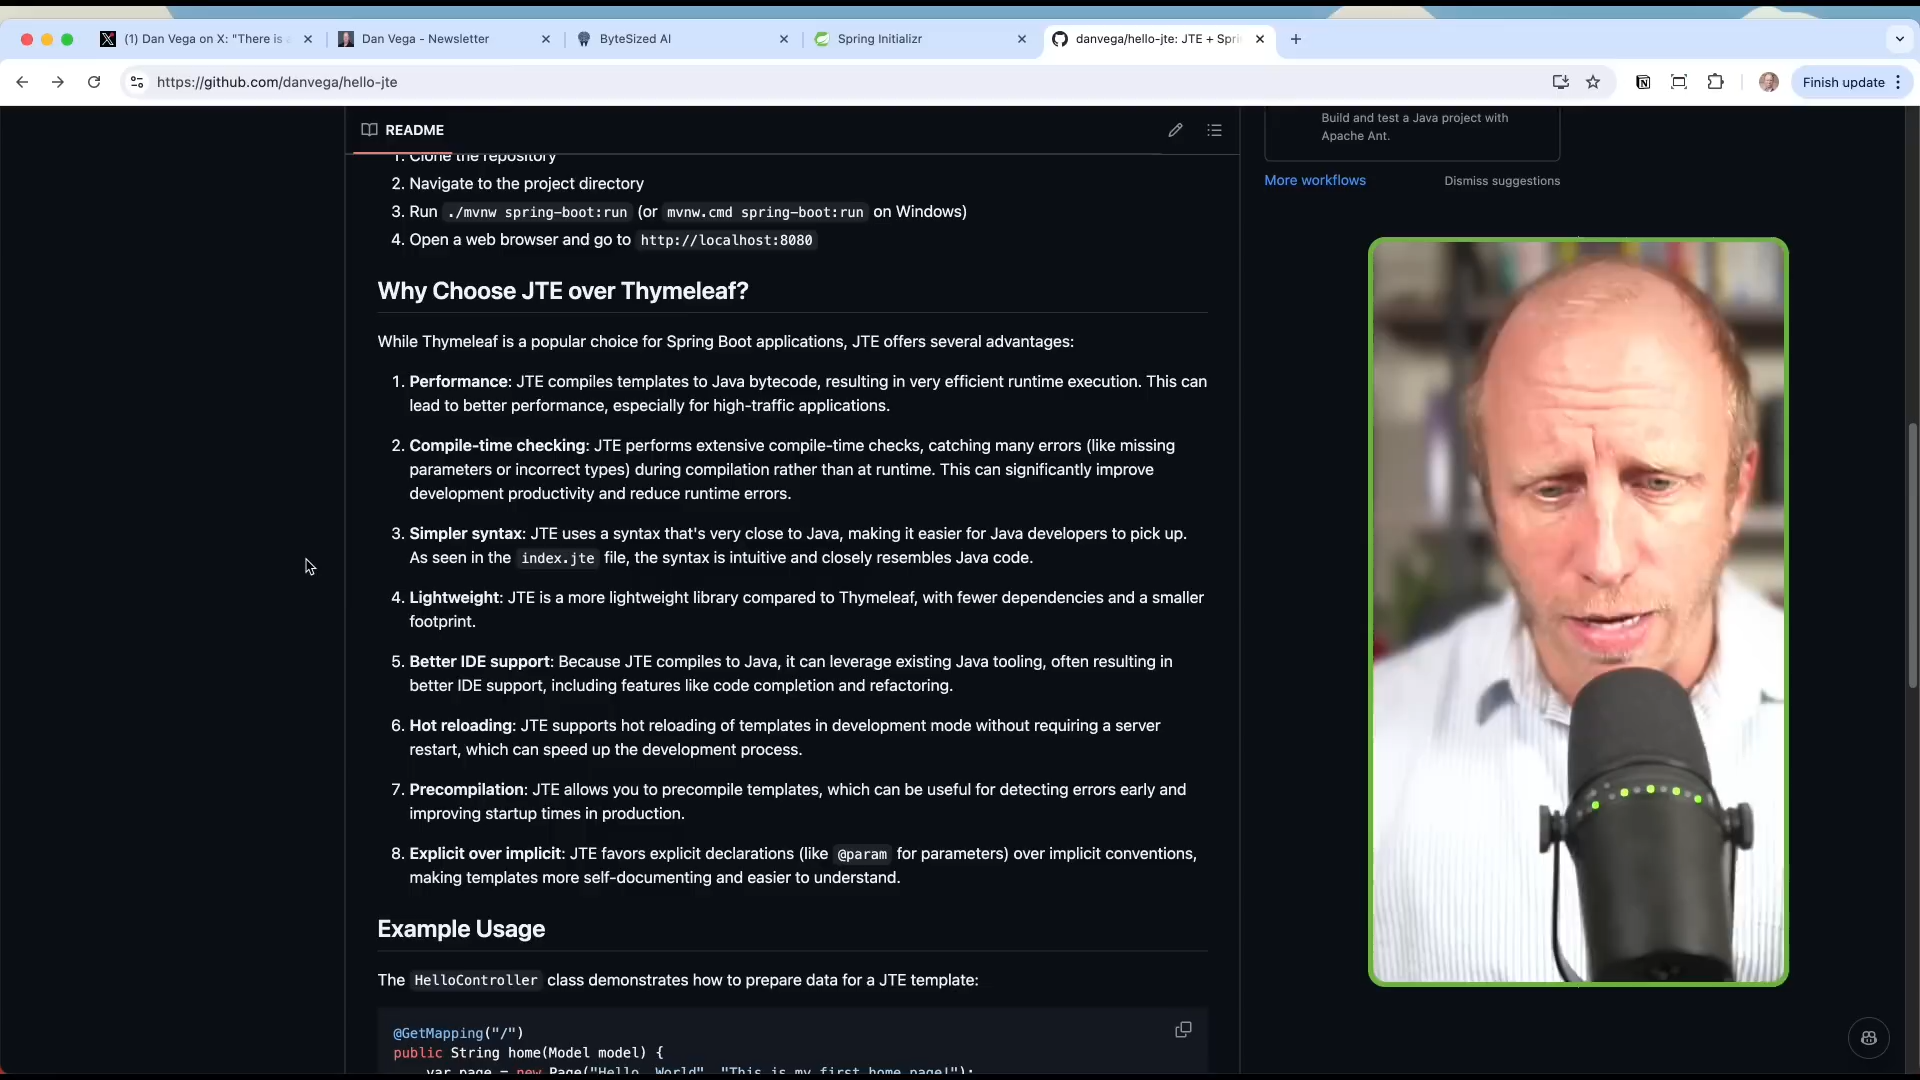 (1) Dan Vega on X: "There is
Dan Vega - Newsletter
ByteSized AI
Spring Initializr
danvega/hello-jte: JTE + Spri
https://github.com/danvega/hello-jte
Finish update
README
1. Clone the repository
2. Navigate to the project directory
3. Run ./mvnw spring-boot:run (or mvnw.cmd spring-boot:run on Windows)
4. Open a web browser and go to http://localhost:8080
Why Choose JTE over Thymeleaf?
While Thymeleaf is a popular choice for Spring Boot applications, JTE offers several advantages:
1. Performance: JTE compiles templates to Java bytecode, resulting in very efficient runtime execution. This can
lead to better performance, especially for high-traffic applications.
2. Compile-time checking: JTE performs extensive compile-time checks, catching many errors (like missing
parameters or incorrect types) during compilation rather than at runtime. This can significantly improve
development productivity and reduce runtime errors.
3. Simpler syntax: JTE uses a syntax that's very close to Java, making it easier for Java developers to pick up.
As seen in the index.jte file, the syntax is intuitive and closely resembles Java code.
4. Lightweight: JTE is a more lightweight library compared to Thymeleaf, with fewer dependencies and a smaller
footprint.
5. Better IDE support: Because JTE compiles to Java, it can leverage existing Java tooling, often resulting in
better IDE support, including features like code completion and refactoring.
6. Hot reloading: JTE supports hot reloading of templates in development mode without requiring a server
restart, which can speed up the development process.
7. Precompilation: JTE allows you to precompile templates, which can be useful for detecting errors early and
improving startup times in production.
8. Explicit over implicit: JTE favors explicit declarations (like @param for parameters) over implicit conventions,
making templates more self-documenting and easier to understand.
Example Usage
The HelloController class demonstrates how to prepare data for a JTE template:
@GetMapping("/")
public String home(Model model) {
var page = new Page("Hello, World", "This is my first home page!");
Build and test a Java project with
Apache Ant.
More workflows
Dismiss suggestions